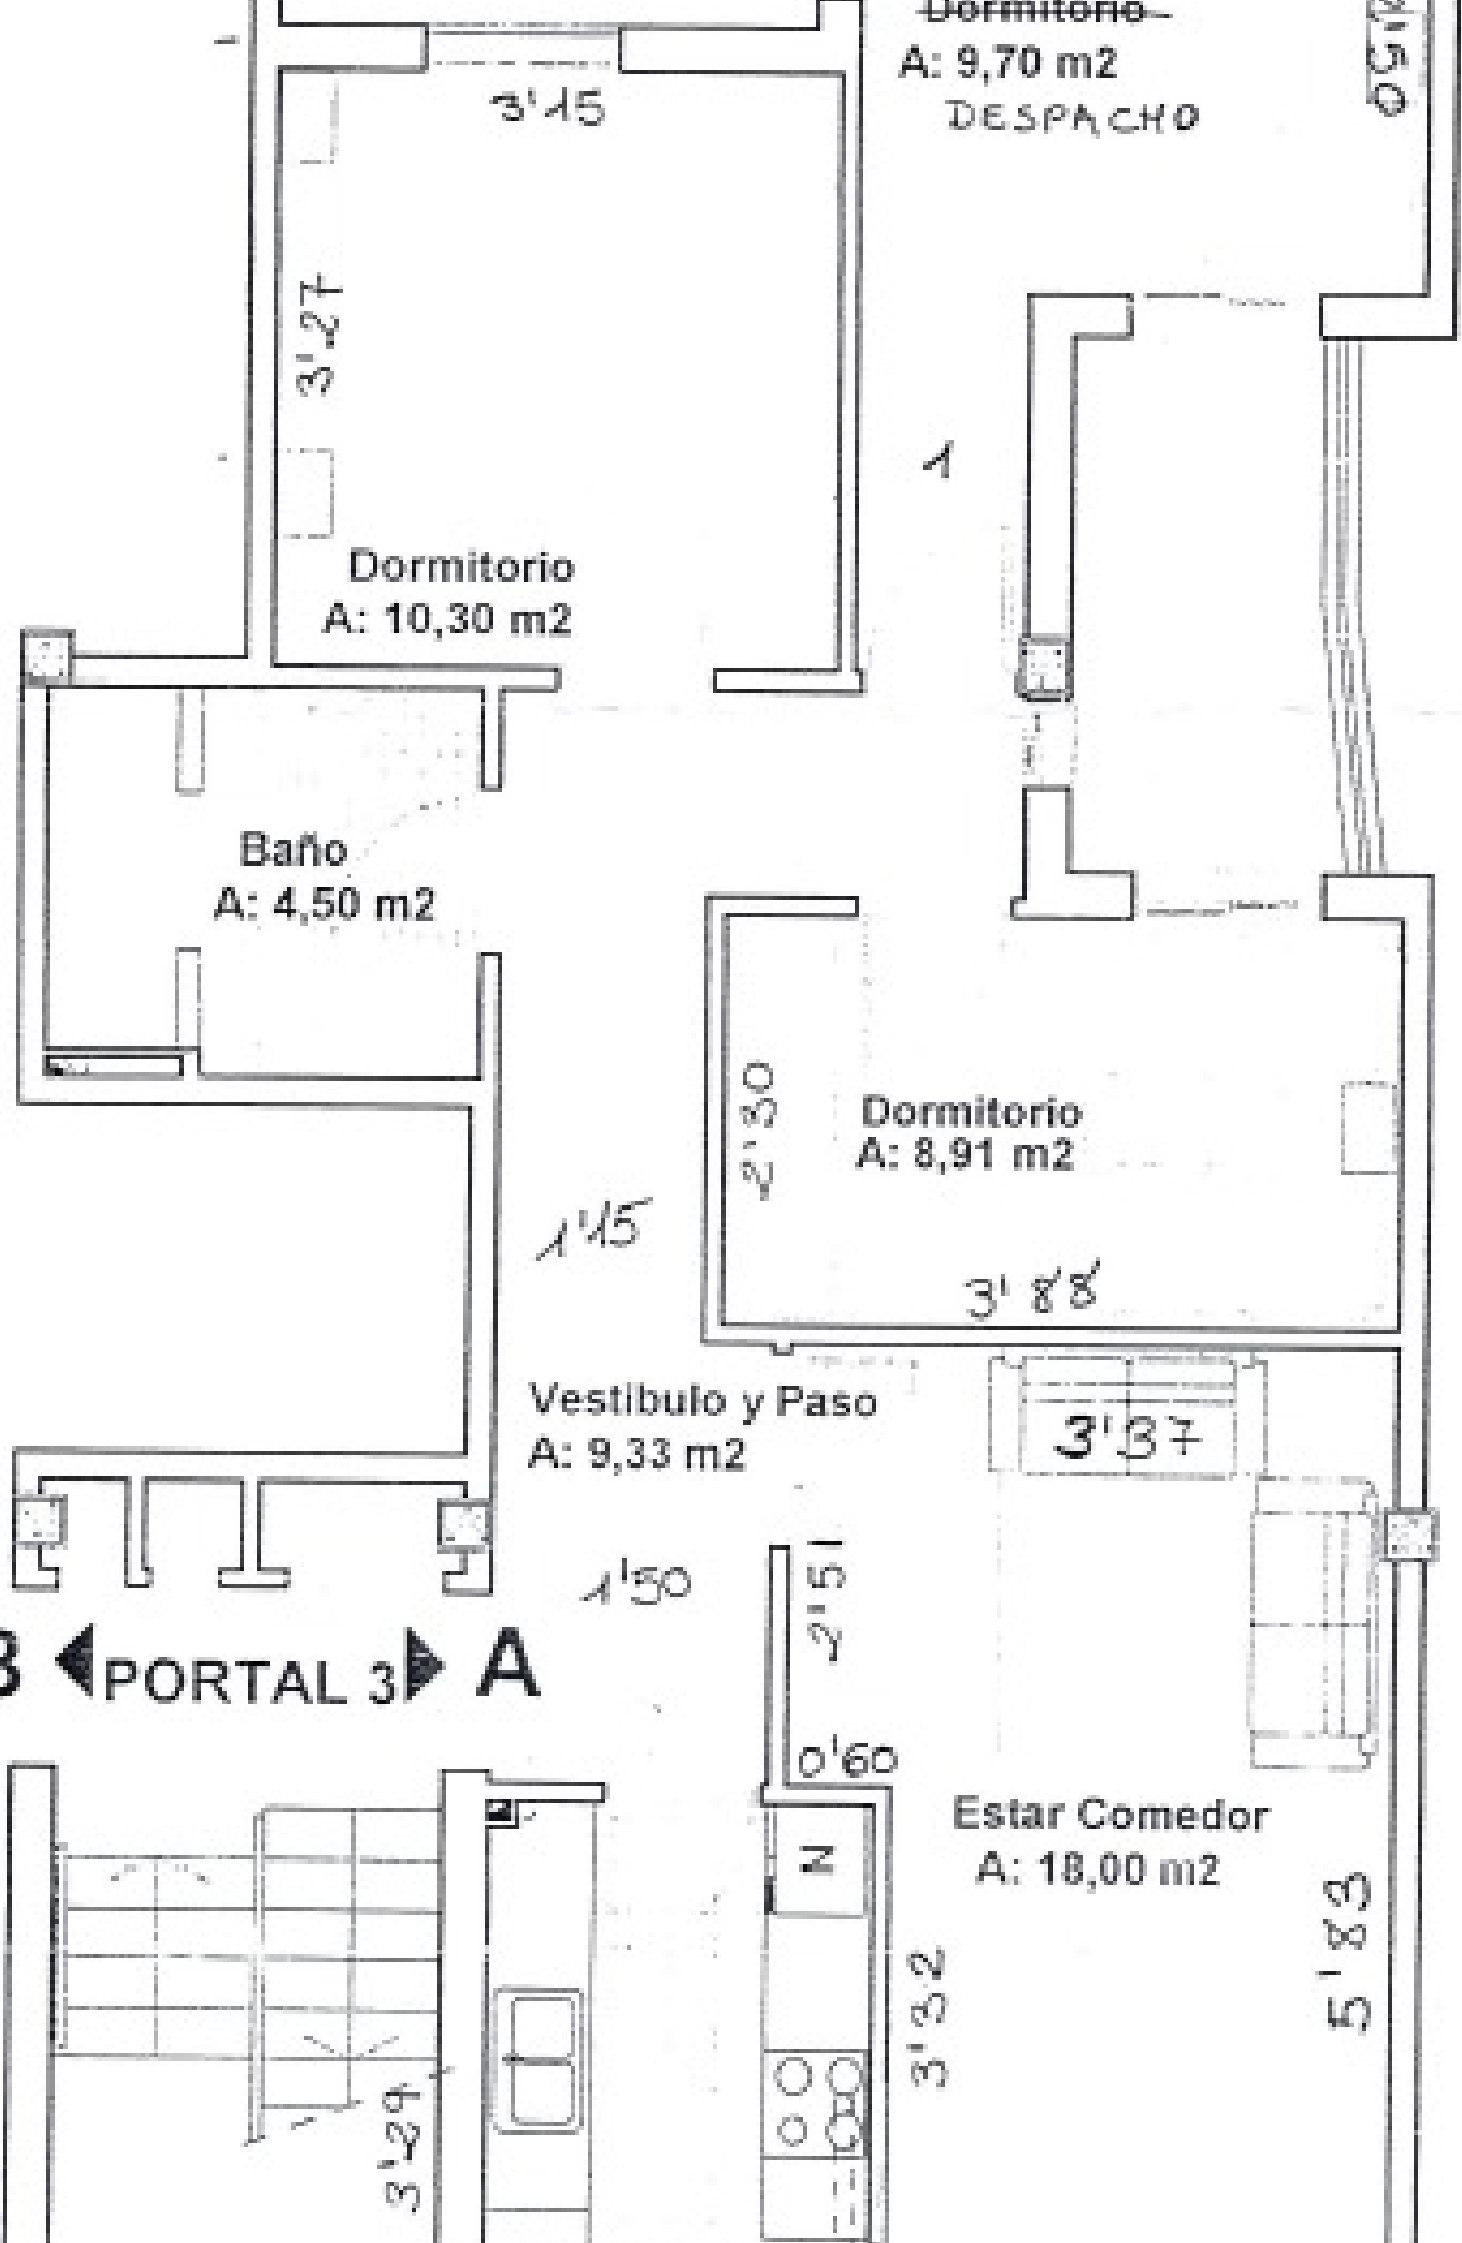 Dormitorio
A: 9,70 m2
DESPACHO
3'15
3'27
1
Dormitorio
A: 10,30 m2
Baño
A: 4,50 m2
2'30
Dormitorio
A: 8,91 m2
1'15
3'88
Vestibulo y Paso
A: 9,33 m2
3'37
1'50
2'51
B PORTAL 3 A
0'60
Estar Comedor
A: 18,00 m2
N
5'83
3'32
3'29